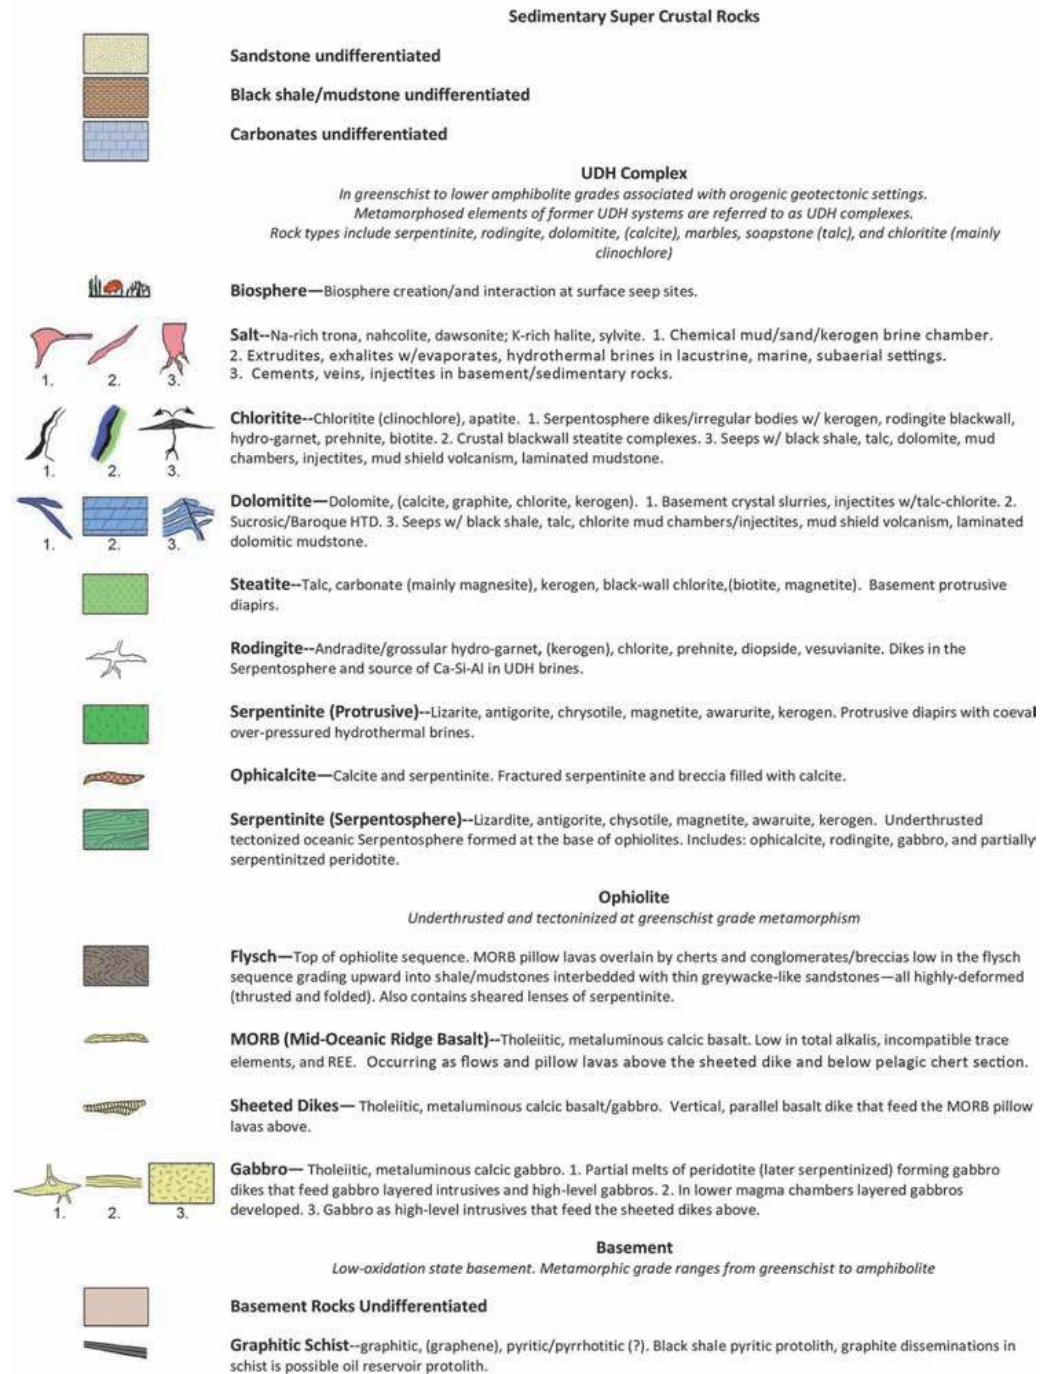 Sedimentary Super Crustal Rocks
Sandstone undifferentiated
Black shale/mudstone undifferentiated
Carbonates undifferentiated
UDH Complex
In greenschist to lower amphibolite grades associated with orogenic geotectonic settings.
Metamorphosed elements of former UDH systems are referred to as UDH complexes.
Rock types include serpentinite, rodingite, dolomitite, (calcite), marbles, soapstone (talc), and chloritite (mainly
clinochlore)
Biosphere—Biosphere creation/and interaction at surface seep sites.
Salt--Na-rich trona, nahcolite, dawsonite; K-rich halite, sylvite. 1. Chemical mud/sand/kerogen brine chamber.
2. Extrudites, exhalites w/evaporates, hydrothermal brines in lacustrine, marine, subaerial settings.
3. Cements, veins, injectites in basement/sedimentary rocks.
1. 2. 3.
Chloritite--Chloritite (clinochlore), apatite. 1. Serpentosphere dikes/irregular bodies w/ kerogen, rodingite blackwall,
hydro-garnet, prehnite, biotite. 2. Crustal blackwall steatite complexes. 3. Seeps w/ black shale, talc, dolomite, mud
chambers, injectites, mud shield volcanism, laminated mudstone.
1. 2. 3.
Dolomitite—Dolomite, (calcite, graphite, chlorite, kerogen). 1. Basement crystal slurries, injectites w/talc-chlorite. 2.
Sucrosic/Baroque HTD. 3. Seeps w/ black shale, talc, chlorite mud chambers/injectites, mud shield volcanism, laminated
dolomitic mudstone.
1. 2. 3.
Steatite--Talc, carbonate (mainly magnesite), kerogen, black-wall chlorite,(biotite, magnetite). Basement protrusive
diapirs.
Rodingite--Andradite/grossular hydro-garnet, (kerogen), chlorite, prehnite, diopside, vesuvianite. Dikes in the
Serpentosphere and source of Ca-Si-Al in UDH brines.
Serpentinite (Protrusive)--Lizarite, antigorite, chrysotile, magnetite, awarurite, kerogen. Protrusive diapirs with coeval
over-pressured hydrothermal brines.
Ophicalcite—Calcite and serpentinite. Fractured serpentinite and breccia filled with calcite.
Serpentinite (Serpentosphere)--Lizardite, antigorite, chysotile, magnetite, awaruite, kerogen. Underthrusted
tectonized oceanic Serpentosphere formed at the base of ophiolites. Includes: ophicalcite, rodingite, gabbro, and partially
serpentinitzed peridotite.
Ophiolite
Underthrusted and tectoninized at greenschist grade metamorphism
Flysch—Top of ophiolite sequence. MORB pillow lavas overlain by cherts and conglomerates/breccias low in the flysch
sequence grading upward into shale/mudstones interbedded with thin greywacke-like sandstones—all highly-deformed
(thrusted and folded). Also contains sheared lenses of serpentinite.
MORB (Mid-Oceanic Ridge Basalt)--Tholeiitic, metaluminous calcic basalt. Low in total alkalis, incompatible trace
elements, and REE. Occurring as flows and pillow lavas above the sheeted dike and below pelagic chert section.
Sheeted Dikes— Tholeiitic, metaluminous calcic basalt/gabbro. Vertical, parallel basalt dike that feed the MORB pillow
lavas above.
Gabbro— Tholeiitic, metaluminous calcic gabbro. 1. Partial melts of peridotite (later serpentinized) forming gabbro
dikes that feed gabbro layered intrusives and high-level gabbros. 2. In lower magma chambers layered gabbros
developed. 3. Gabbro as high-level intrusives that feed the sheeted dikes above.
1. 2. 3.
Basement
Low-oxidation state basement. Metamorphic grade ranges from greenschist to amphibolite
Basement Rocks Undifferentiated
Graphitic Schist--graphitic, (graphene), pyritic/pyrrhotitic (?). Black shale pyritic protolith, graphite disseminations in
schist is possible oil reservoir protolith.